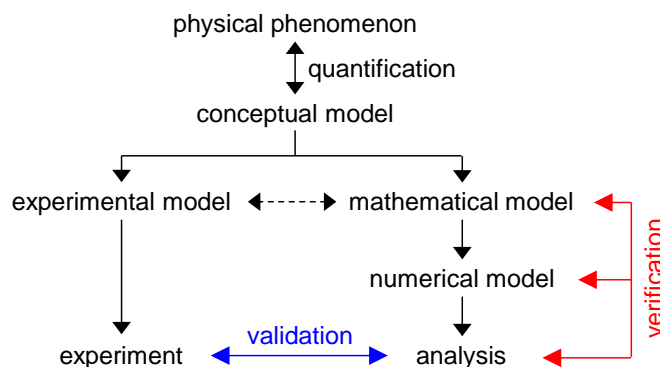 physical phenomenon
quantification
conceptual model
experimental model
mathematical model
numerical model
verification
validation
experiment
analysis